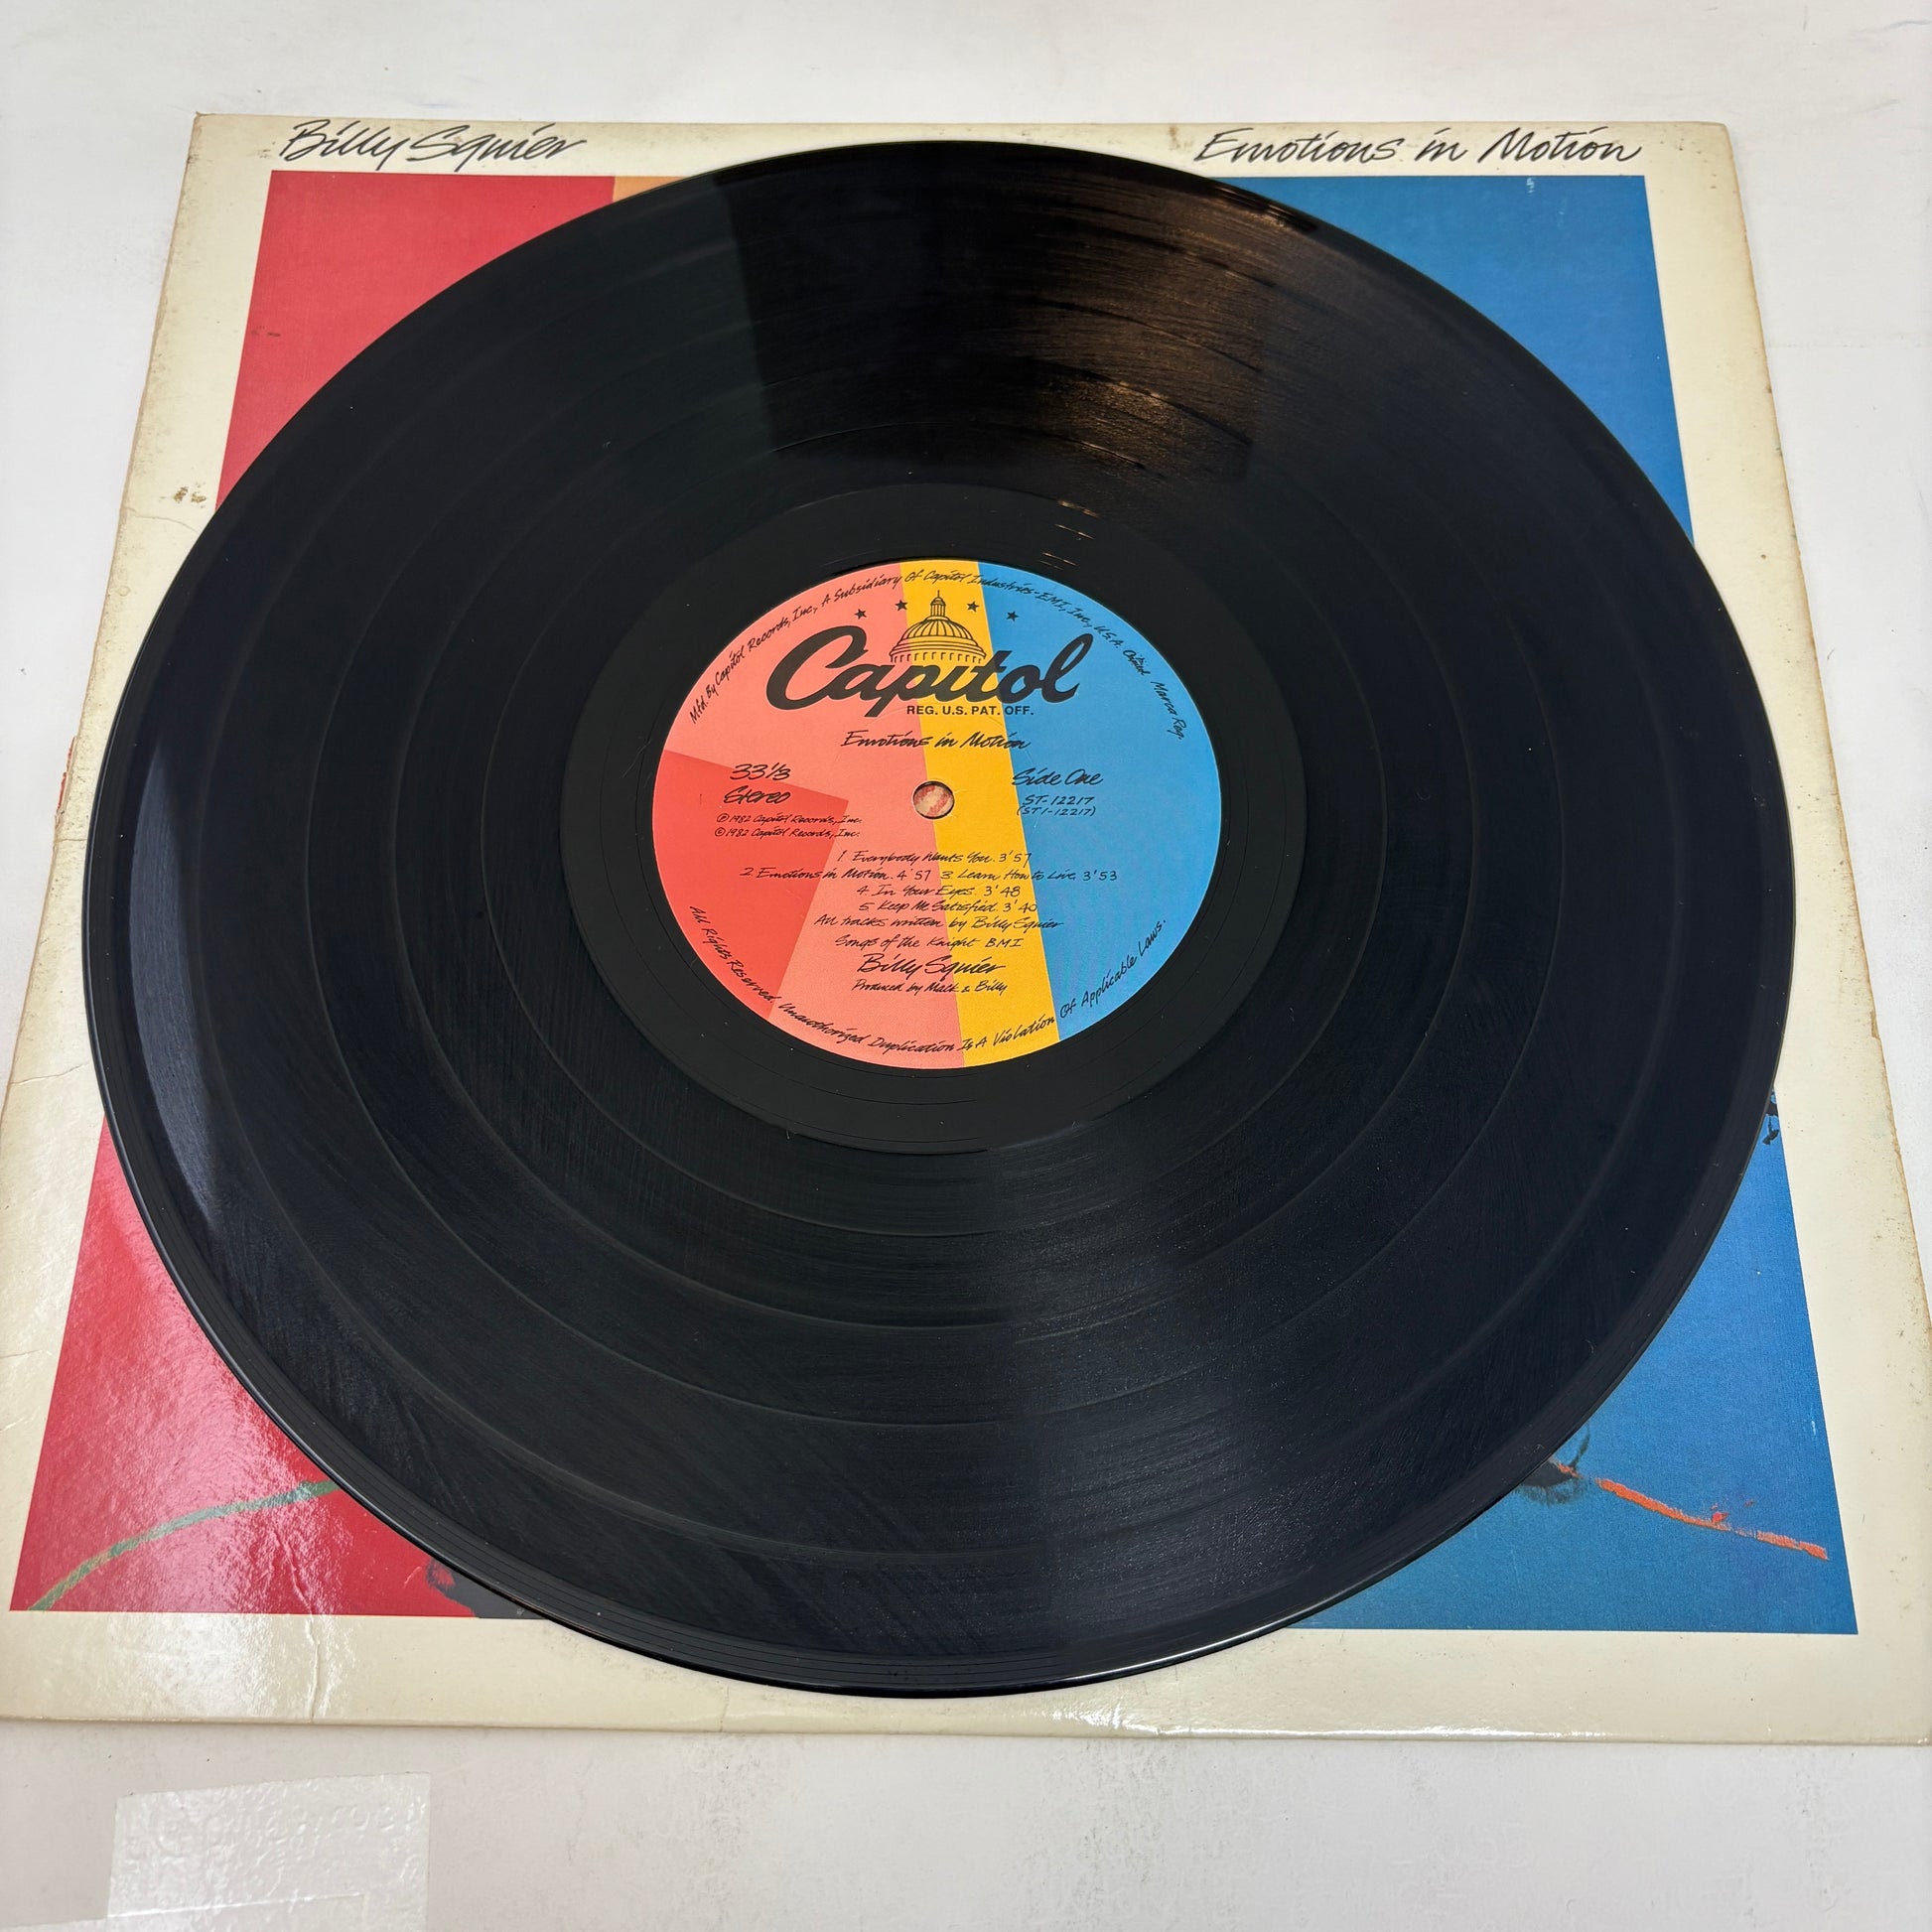 Billy Squier
Emotions in Motion
Mfd. By Capitol Records, Inc., A Subsidiary Of Capitol Industries-EMI, Inc., U.S.A. Capitol Marca Reg.
Capitol
REG. U.S. PAT. OFF.
Emotions in Motion
33 1/3
Stereo
℗ 1982 Capitol Records, Inc.
© 1982 Capitol Records, Inc.
Side One
ST-12217
(ST1-12217)
1. Everybody Wants You. 3'57
2 Emotions in Motion. 4'57 3 Learn How to Live. 3'53
4 In Your Eyes. 3'48
5 Keep Me Satisfied. 3'40
All tracks written by Billy Squier
Songs of the Knight BMI
Billy Squier
Produced by Mack & Billy
All Rights Reserved. Unauthorized Duplication Is A Violation Of Applicable Laws.